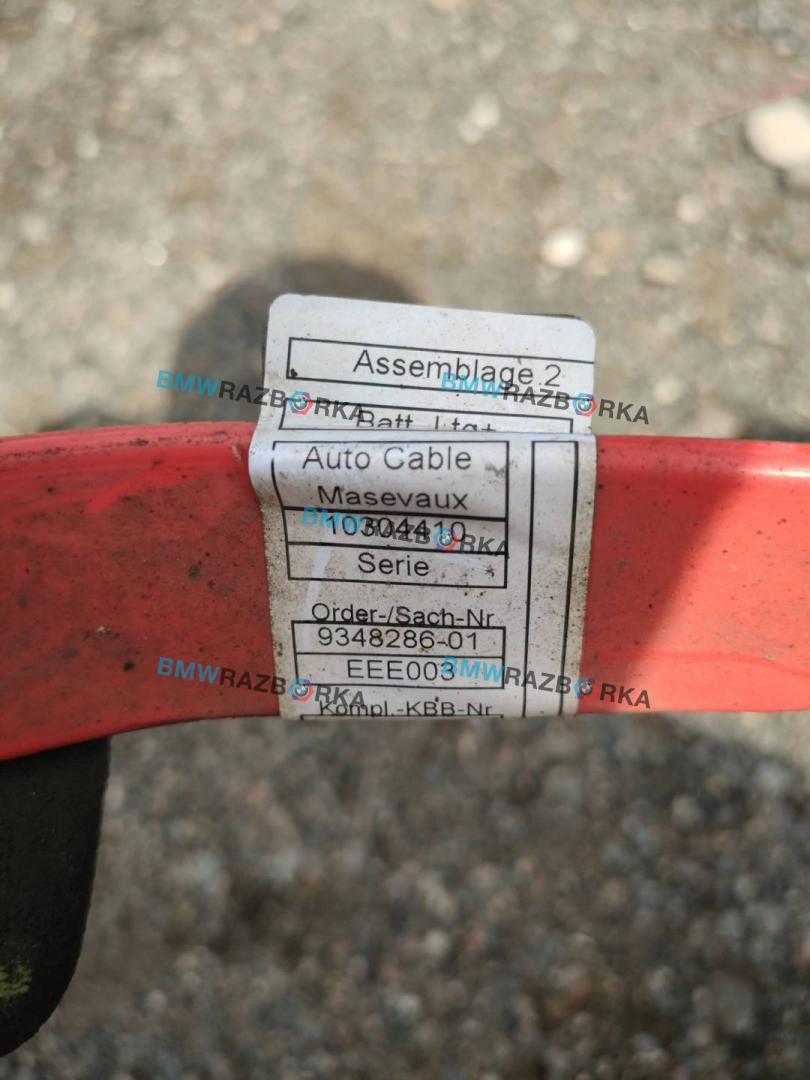 Assemblage 2
BMWRAZBORKA
BMWRAZBORKA
Batt. Ltg+
Auto Cable
Masevaux
10304410
BMWRAZBORKA
Serie
Order-/Sach-Nr.
9348286-01
EEE003
BMWRAZBORKA
BMWRAZBORKA
Kompl.-KBB-Nr.